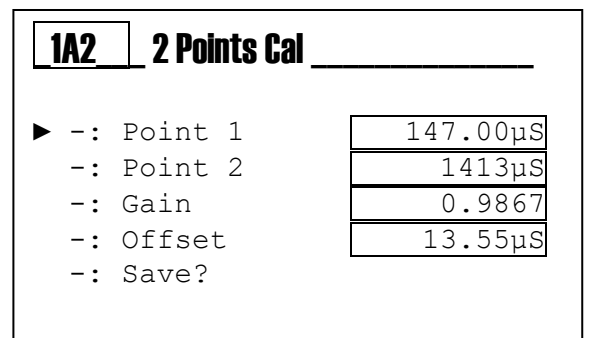 1A2 2 Points Cal
► -: Point 1 147.00µS
-: Point 2 1413µS
-: Gain 0.9867
-: Offset 13.55µS
-: Save?